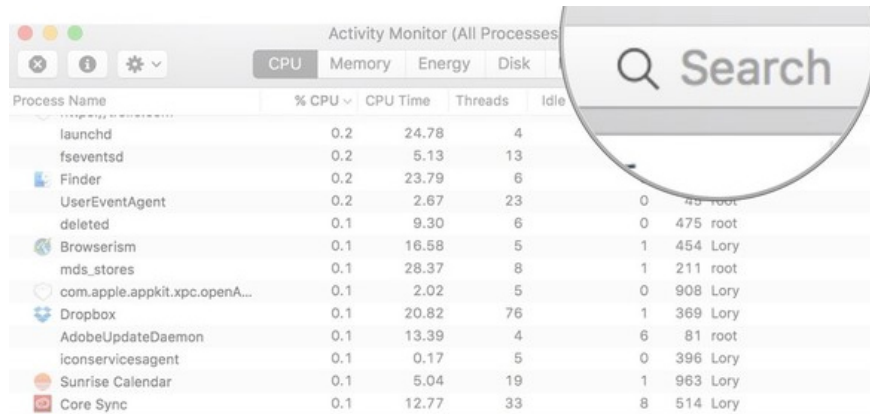 Activity Monitor (All Processes
CPU Memory Energy Disk
Search
Process Name % CPU CPU Time Threads Idle
launchd 0.2 24.78 4
fseventsd 0.2 5.13 13
Finder 0.2 23.79 6
UserEventAgent 0.2 2.67 23 0 45 root
deleted 0.1 9.30 6 0 475 root
Browserism 0.1 16.58 5 1 454 Lory
mds_stores 0.1 28.37 8 1 211 root
com.apple.appkit.xpc.openA... 0.1 2.02 5 0 908 Lory
Dropbox 0.1 20.82 76 1 369 Lory
AdobeUpdateDaemon 0.1 13.39 4 6 81 root
iconservicesagent 0.1 0.17 5 0 396 Lory
Sunrise Calendar 0.1 5.04 19 1 963 Lory
Core Sync 0.1 12.77 33 8 514 Lory